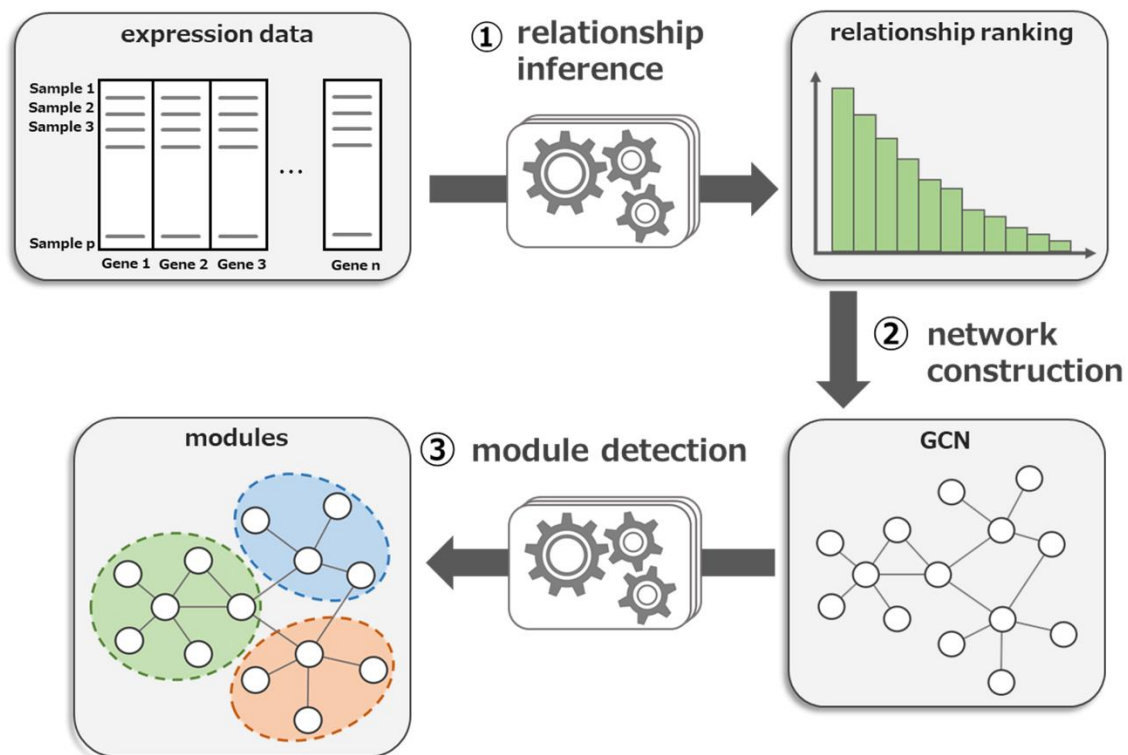 expression data
Sample 1
Sample 2
Sample 3
...
Sample p
Gene 1 Gene 2 Gene 3 Gene n
① relationship
inference
relationship ranking
② network
construction
GCN
③ module detection
modules